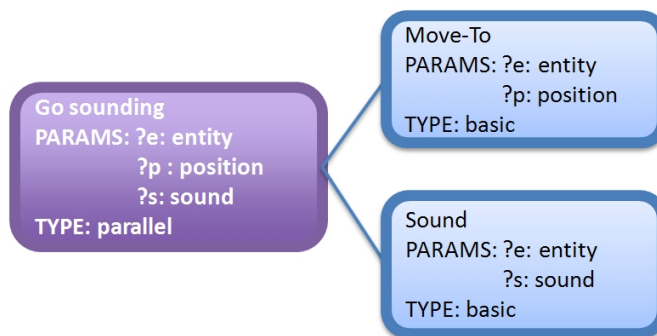 Go sounding
PARAMS: ?e: entity
?p : position
?s: sound
TYPE: parallel
Move-To
PARAMS: ?e: entity
?p: position
TYPE: basic
Sound
PARAMS: ?e: entity
?s: sound
TYPE: basic